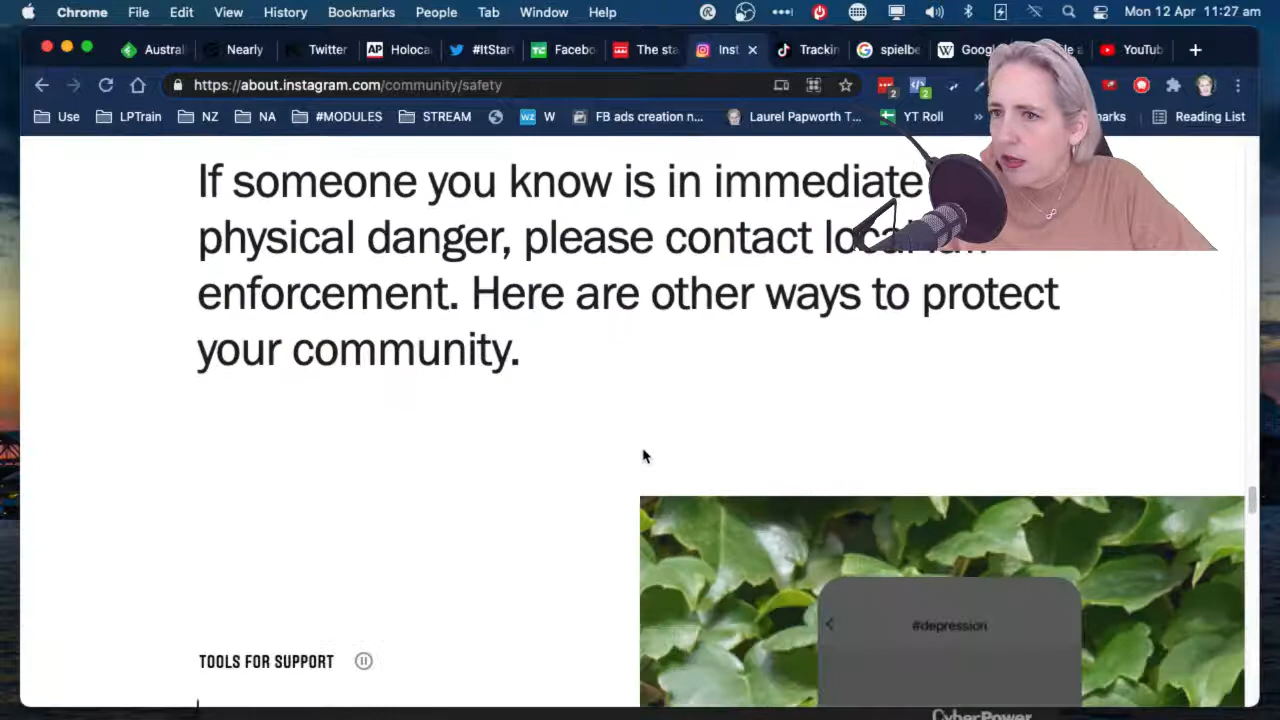 Chrome File Edit View History Bookmarks People Tab Window Help Mon 12 Apr 11:27 am
Austral Nearly Twitter Holoca #ItStar Facebo The sta Inst Trackin spielbe Goog YouTub
https://about.instagram.com/community/safety
Use LPTrain NZ NA #MODULES STREAM W FB ads creation n... Laurel Papworth T... YT Roll Reading List
If someone you know is in immediate
physical danger, please contact local
enforcement. Here are other ways to protect
your community.
#depression
TOOLS FOR SUPPORT
CyberPower